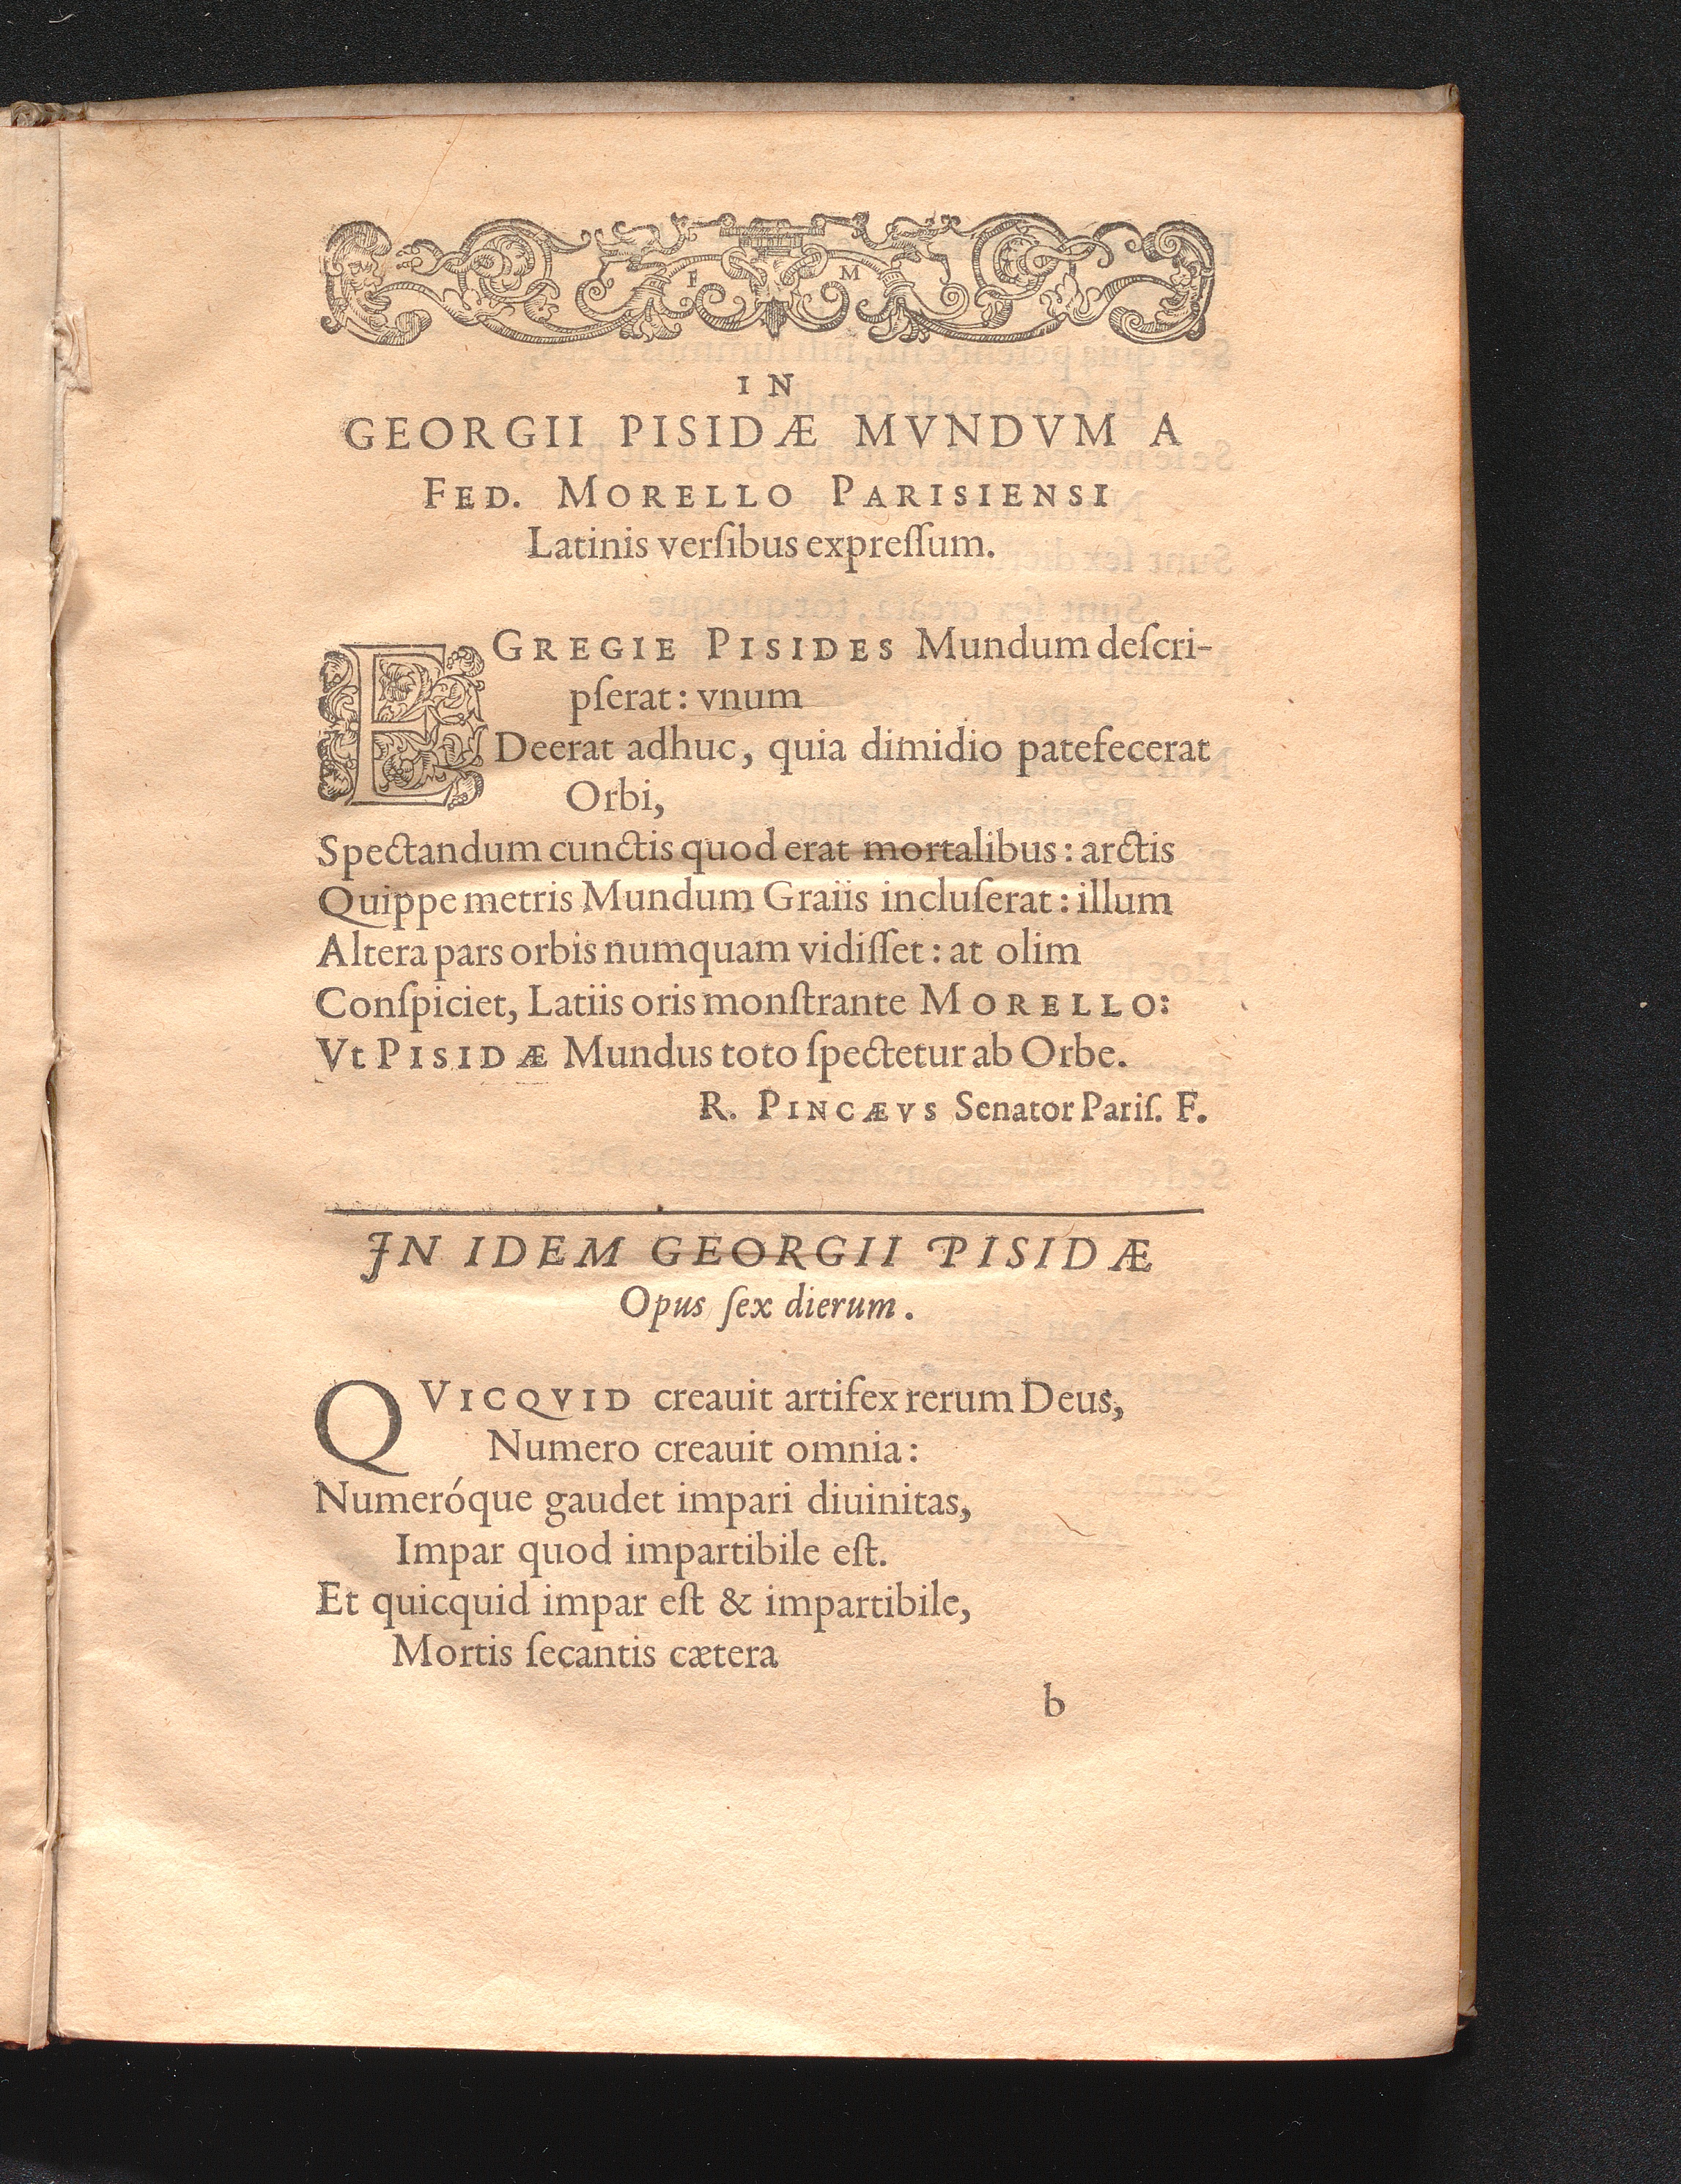 F M
IN
GEORGII PISIDÆ MVNDVM A
FED. MORELLO PARISIENSI
Latinis verſibus expreſſum.
EGREGIE PISIDES Mundum deſcri-
pſerat: vnum
Deerat adhuc, quia dimidio patefecerat
Orbi,
Spectandum cunctis quod erat mortalibus: arctis
Quippe metris Mundum Graiis incluſerat: illum
Altera pars orbis numquam vidiſſet: at olim
Conſpiciet, Latiis oris monſtrante MORELLO:
Vt PISIDÆ Mundus toto ſpectetur ab Orbe.
R. PINCÆVS Senator Pariſ. F.
IN IDEM GEORGII PISIDÆ
Opus ſex dierum.
QVICQVID creauit artifex rerum Deus,
Numero creauit omnia:
Numeróque gaudet impari diuinitas,
Impar quod impartibile eſt.
Et quicquid impar eſt & impartibile,
Mortis ſecantis cætera
b